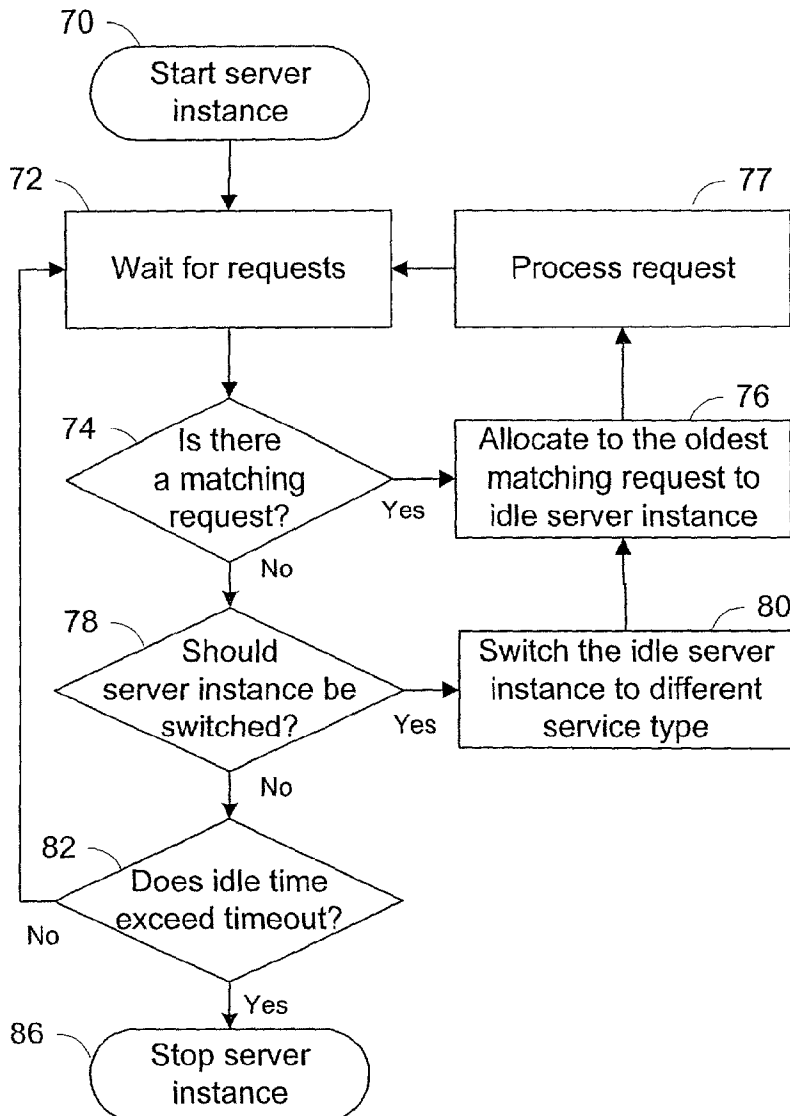 70
Start server
instance
72
Wait for requests
77
Process request
74
Is there
a matching
request?
Yes
No
76
Allocate to the oldest
matching request to
idle server instance
78
Should
server instance be
switched?
Yes
No
80
Switch the idle server
instance to different
service type
82
Does idle time
exceed timeout?
No
Yes
86
Stop server
instance